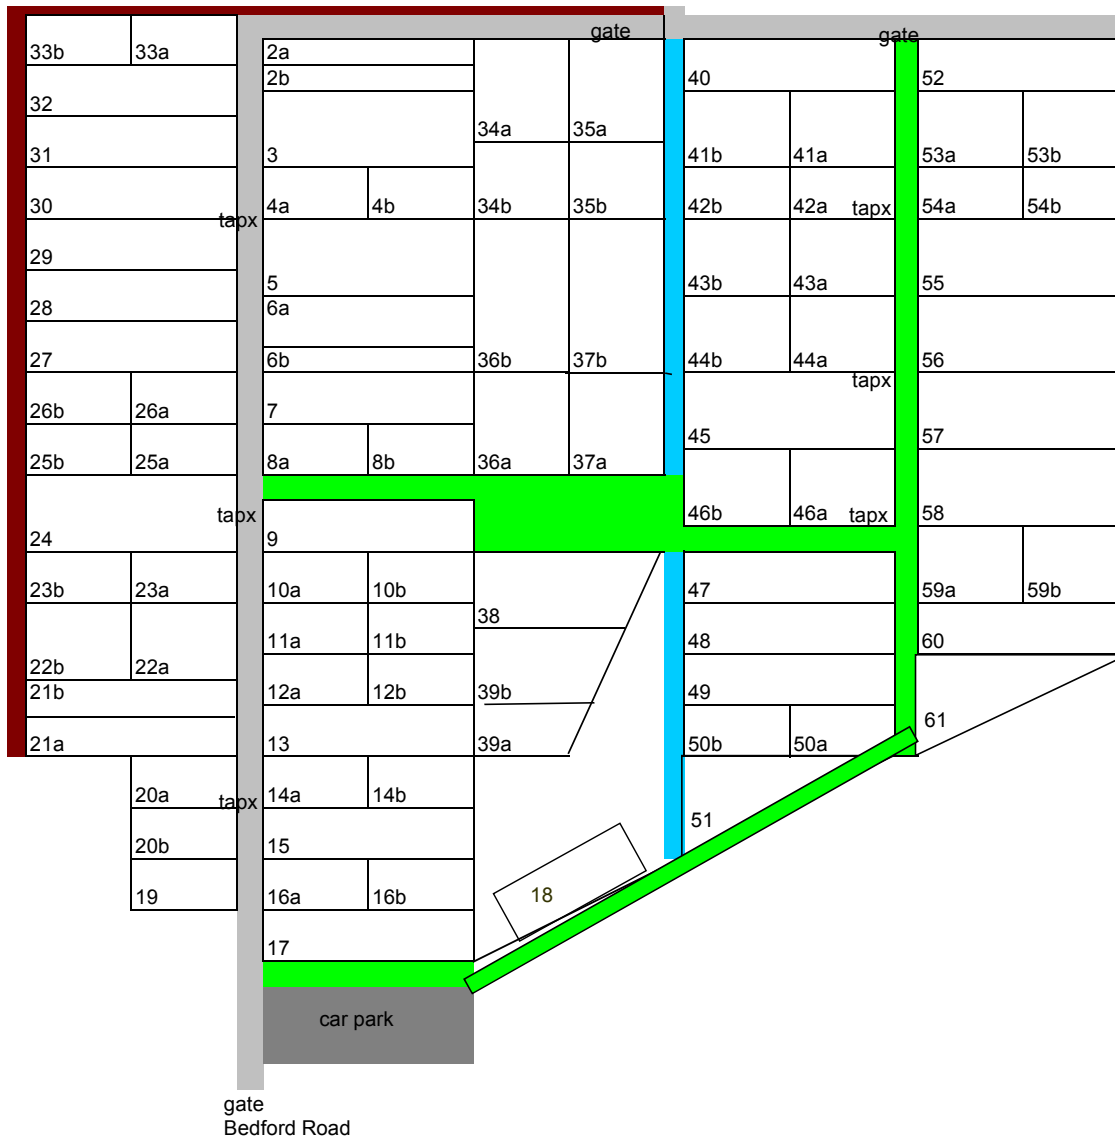 gate
gate
33b 33a 2a 40 52
2b
32 34a 35a
31 3 41b 41a 53a 53b
30 4a 4b 34b 35b 42b 42a tapx 54a 54b
tapx
29
5 43b 43a 55
28 6a
27 6b 36b 37b 44b 44a 56
tapx
26b 26a 7
45 57
25b 25a 8a 8b 36a 37a
tapx 46b 46a tapx 58
24 9
23b 23a 10a 10b 47 59a 59b
38
11a 11b 48 60
22b 22a
21b 12a 12b 39b 49
61
21a 13 39a 50b 50a
20a tapx 14a 14b
51
20b 15
19 16a 16b 18
17
car park
gate
Bedford Road